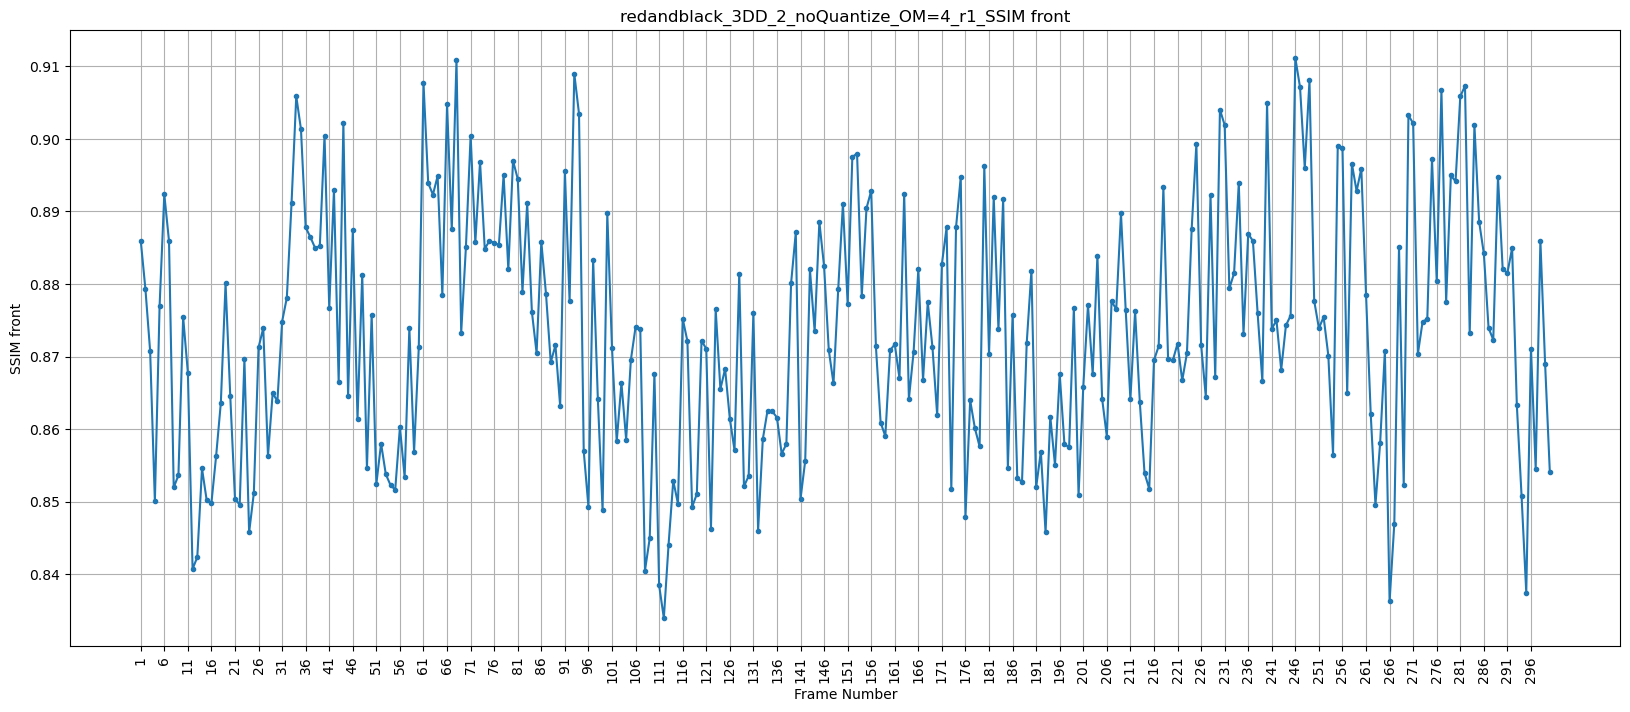 redandblack_3DD_2_noQuantize_OM=4_r1_SSIM front
SSIM front
0.91
0.90
0.89
0.88
0.87
0.86
0.85
0.84
1 6 11 16 21 26 31 36 41 46 51 56 61 66 71 76 81 86 91 96 101 106 111 116 121 126 131 136 141 146 151 156 161 166 171 176 181 186 191 196 201 206 211 216 221 226 231 236 241 246 251 256 261 266 271 276 281 286 291 296
Frame Number